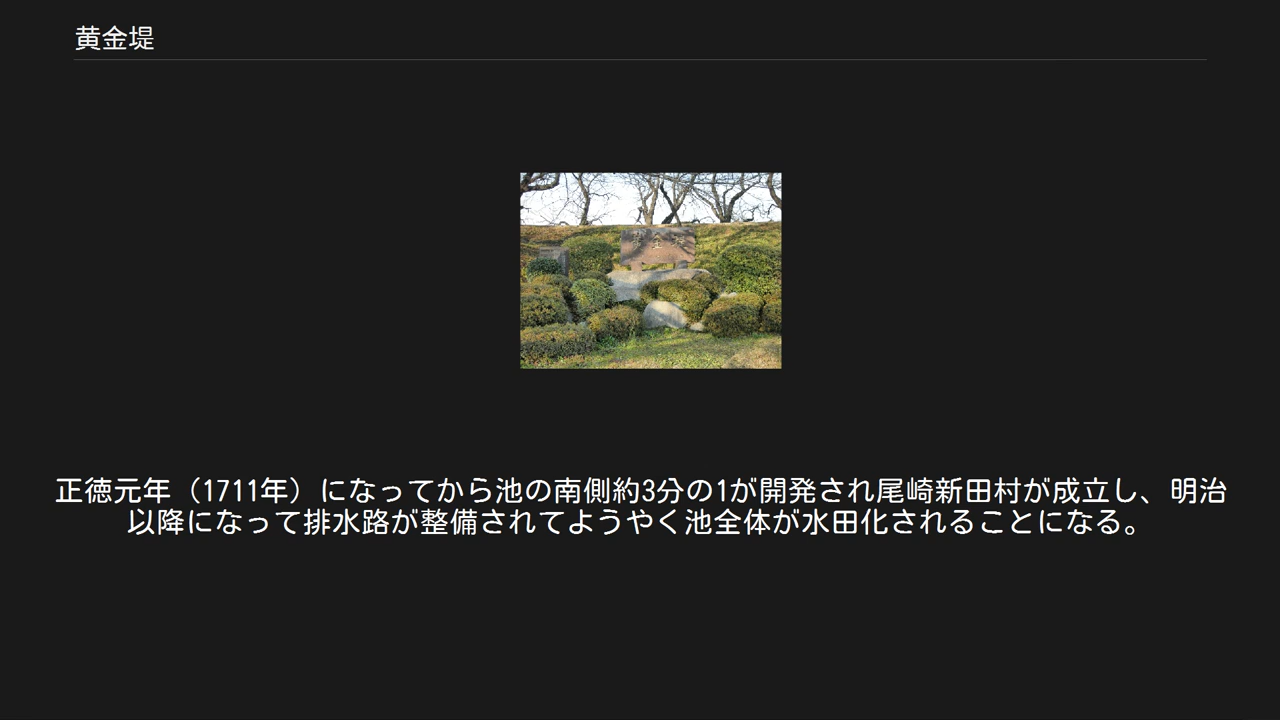 黄金堤
正徳元年（1711年）になってから池の南側約3分の1が開発され尾崎新田村が成立し、明治
以降になって排水路が整備されてようやく池全体が水田化されることになる。